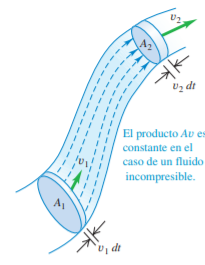 v₂
A₂
v₂ dt
El producto Av es
constante en el
caso de un fluido
incompresible.
v₁
A₁
v₁ dt